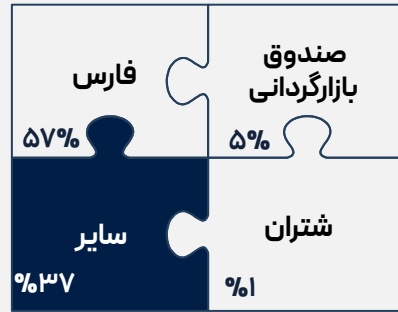 صندوق
بازارگردانی
۵%
فارس
۵۷%
شتران
%۱
سایر
%۳۷